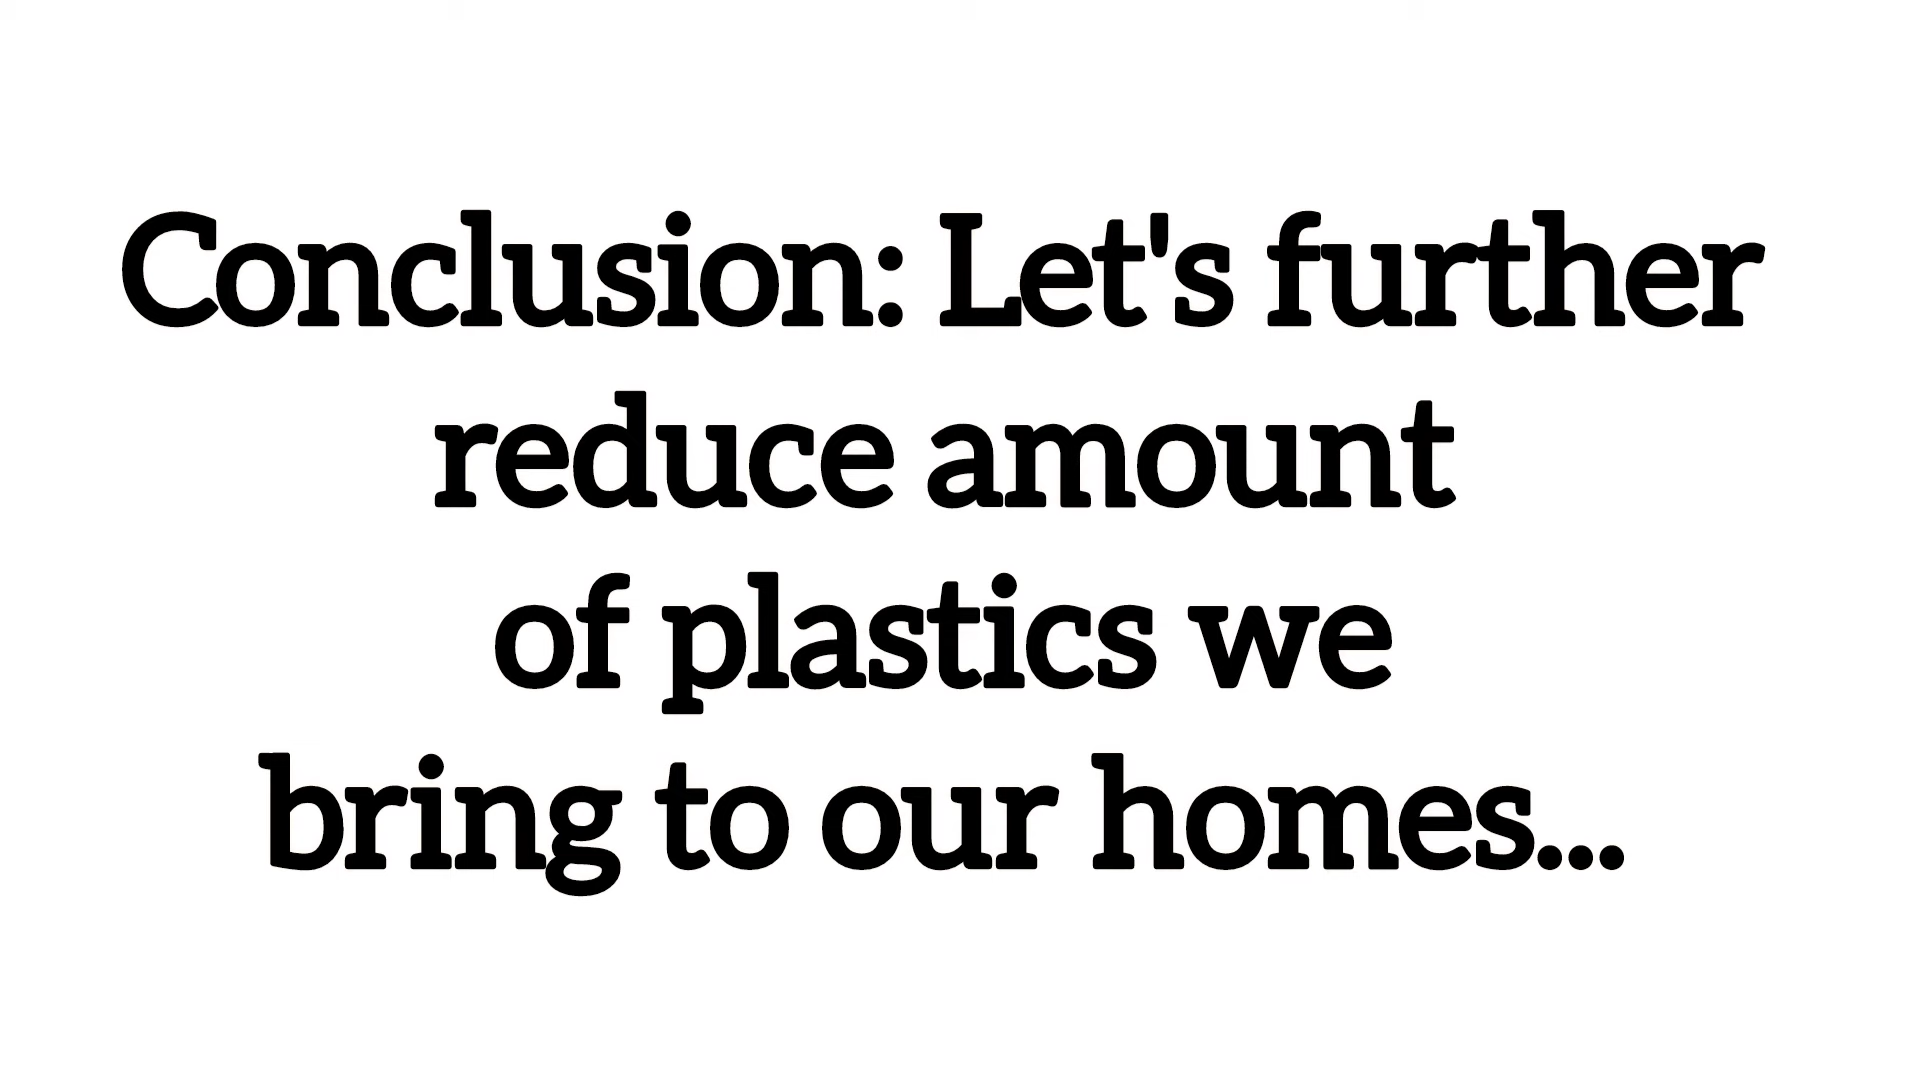 Conclusion: Let's further
reduce amount
of plastics we
bring to our homes...